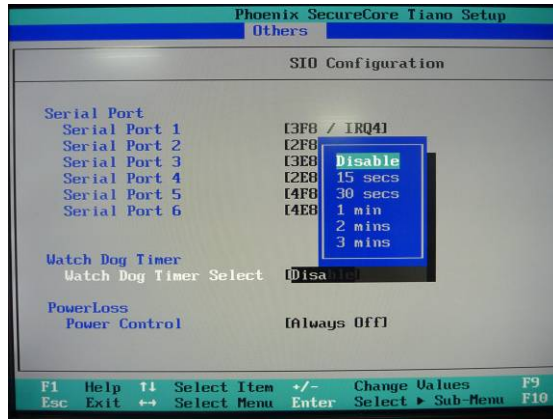 Phoenix SecureCore Tiano Setup
Others
SIO Configuration
Serial Port
Serial Port 1 [3F8 / IRQ4]
Serial Port 2 [2F8
Serial Port 3 [3E8
Serial Port 4 [2E8
Serial Port 5 [4F8
Serial Port 6 [4E8
Disable
15 secs
30 secs
1 min
2 mins
3 mins
Watch Dog Timer
Watch Dog Timer Select [Disable]
PowerLoss
Power Control [Always Off]
F1 Help ↑↓ Select Item +/- Change Values F9
Esc Exit ←→ Select Menu Enter Select ▶ Sub-Menu F10